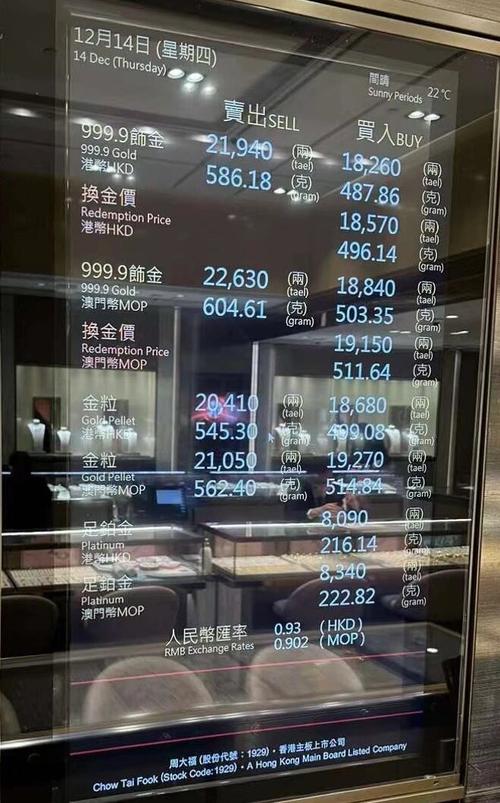 12月14日 (星期四)
14 Dec (Thursday)
間晴 22 °C
Sunny Periods
賣出SELL 買入BUY
999.9飾金 21,940 (兩) (tael) 18,260 (兩) (tael)
999.9 Gold
港幣HKD 586.18 (克) (gram) 487.86 (克) (gram)
換金價 18,570 (兩) (tael)
Redemption Price
港幣HKD 496.14 (克) (gram)
999.9飾金 22,630 (兩) (tael) 18,840 (兩) (tael)
999.9 Gold
澳門幣MOP 604.61 (克) (gram) 503.35 (克) (gram)
換金價 19,150 (兩) (tael)
Redemption Price
澳門幣MOP 511.64 (克) (gram)
金粒 20,410 (兩) (tael) 18,680 (兩) (tael)
Gold Pellet
港幣HKD 545.30 (克) (gram) 499.08 (克) (gram)
金粒 21,050 (兩) (tael) 19,270 (兩) (tael)
Gold Pellet
澳門幣MOP 562.40 (克) (gram) 514.84 (克) (gram)
足鉑金 8,090 (兩) (tael)
Platinum
港幣HKD 216.14 (克) (gram)
足鉑金 8,340 (兩) (tael)
Platinum
澳門幣MOP 222.82 (克) (gram)
人民幣匯率 0.93 (HKD)
RMB Exchange Rates 0.902 (MOP)
周大福 (股份代號：1929)・香港主板上市公司
Chow Tai Fook (Stock Code:1929)・A Hong Kong Main Board Listed Company